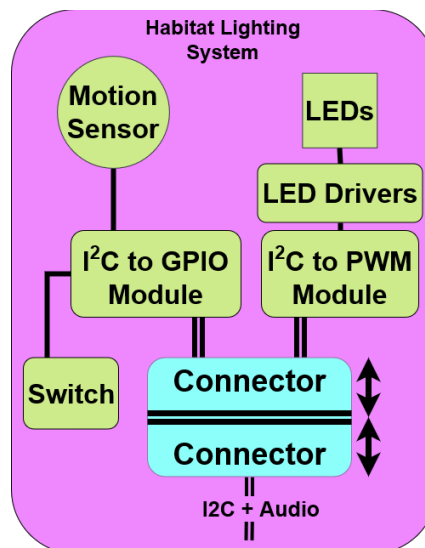 Habitat Lighting
System
Motion
Sensor
LEDs
LED Drivers
I²C to GPIO
Module
I²C to PWM
Module
Switch
Connector
Connector
I2C + Audio